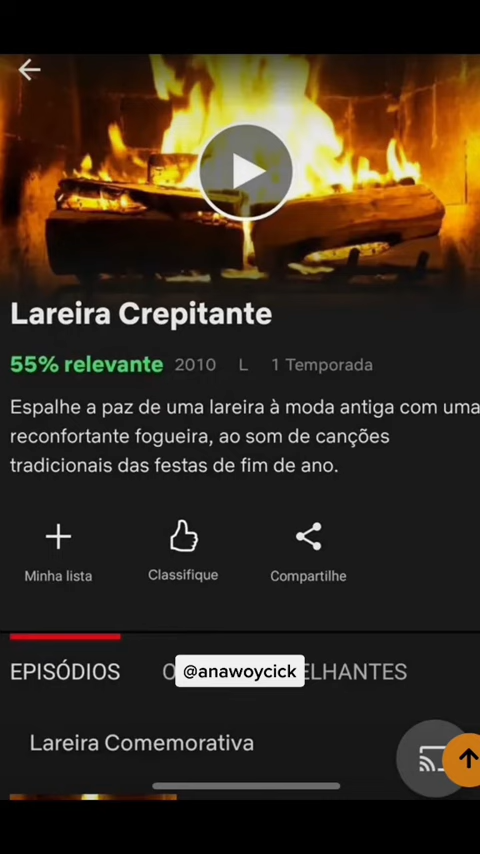 Lareira Crepitante
55% relevante 2010 L 1 Temporada
Espalhe a paz de uma lareira à moda antiga com uma
reconfortante fogueira, ao som de canções
tradicionais das festas de fim de ano.
Minha lista Classifique Compartilhe
EPISÓDIOS
@anawoycick
Lareira Comemorativa